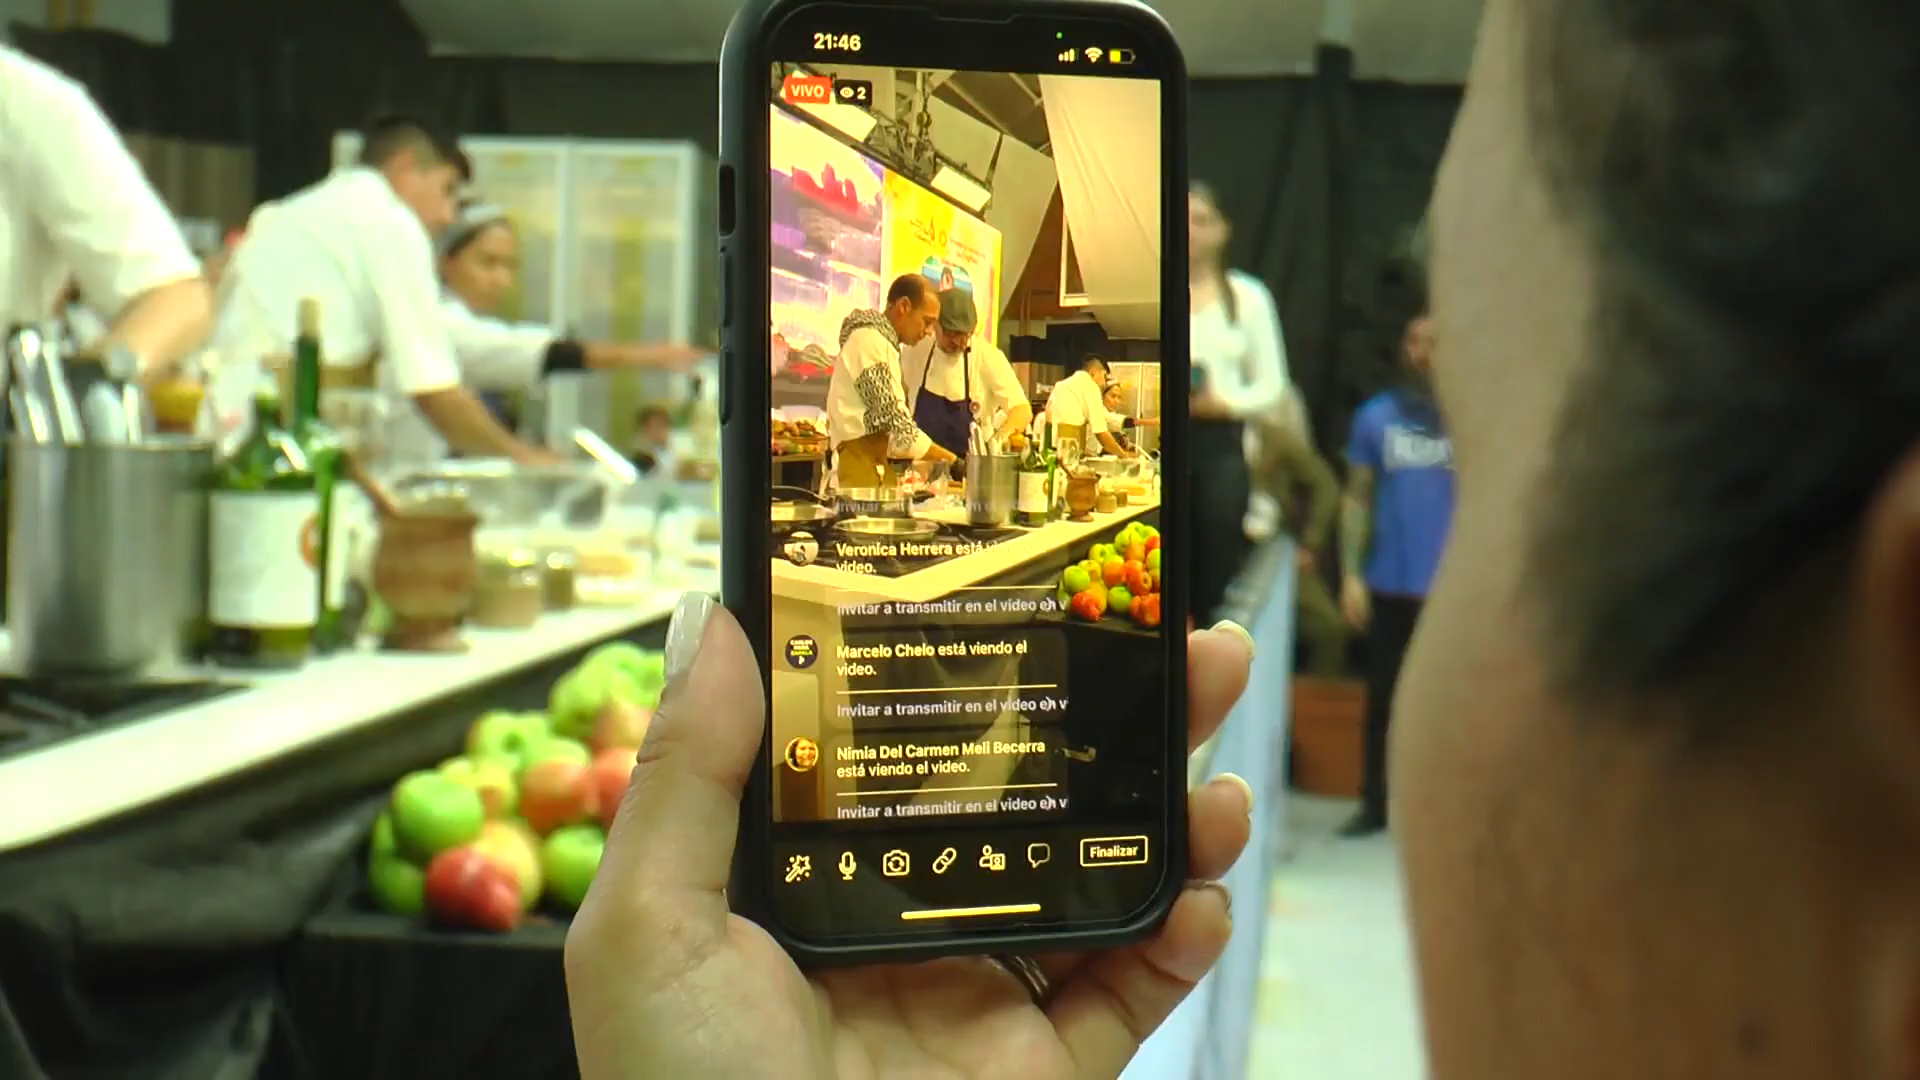 21:46
VIVO 2
Veronica Herrera está
video.
Invitar a transmitir en el video en v
Marcelo Chelo está viendo el
video.
Invitar a transmitir en el video en v
Nimia Del Carmen Meli Becerra
está viendo el video.
Invitar a transmitir en el video en v
Finalizar